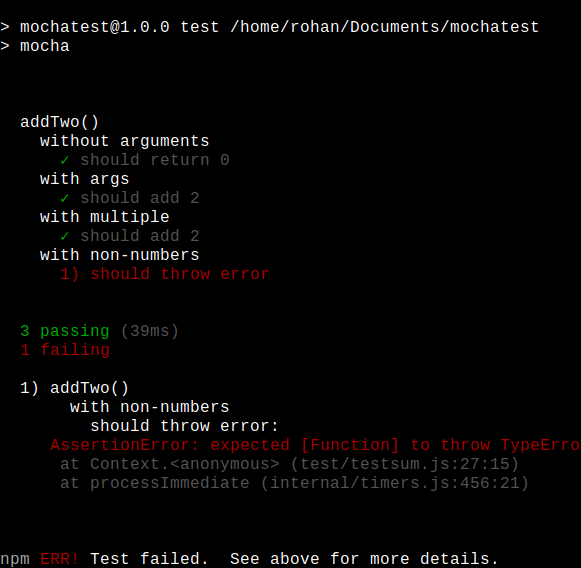 > mochatest@1.0.0 test /home/rohan/Documents/mochatest
> mocha
addTwo()
without arguments
✓ should return 0
with args
✓ should add 2
with multiple
✓ should add 2
with non-numbers
1) should throw error
3 passing (39ms)
1 failing
1) addTwo()
with non-numbers
should throw error:
AssertionError: expected [Function] to throw TypeErro
at Context.<anonymous> (test/testsum.js:27:15)
at processImmediate (internal/timers.js:456:21)
npm ERR! Test failed.  See above for more details.